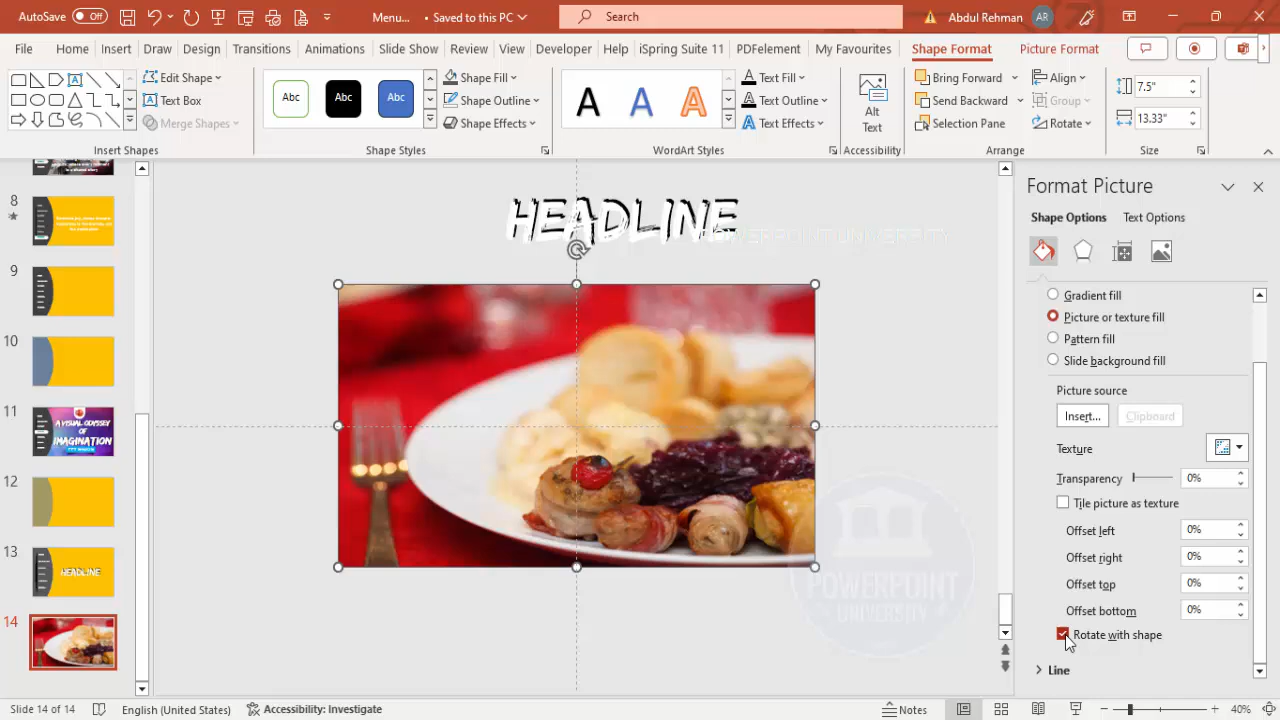 AutoSave Off Menu... • Saved to this PC Search Abdul Rehman AR
File Home Insert Draw Design Transitions Animations Slide Show Review View Developer Help iSpring Suite 11 PDFelement My Favourites Shape Format Picture Format
Edit Shape
Text Box
Merge Shapes
Insert Shapes
Abc Abc Abc
Shape Fill
Shape Outline
Shape Effects
Shape Styles
A A A
Text Fill
Text Outline
Text Effects
WordArt Styles
Alt
Text
Accessibility
Bring Forward
Send Backward
Selection Pane
Align
Group
Rotate
Arrange
7.5"
13.33"
Size
8
9
10
11
A VISUAL ODYSSEY
OF
IMAGINATION
12
13
HEADLINE
14
HEADLINE
POWERPOINT UNIVERSITY
POWERPOINT
UNIVERSITY
Format Picture
Shape Options Text Options
Gradient fill
Picture or texture fill
Pattern fill
Slide background fill
Picture source
Insert... Clipboard
Texture
Transparency 0%
Tile picture as texture
Offset left 0%
Offset right 0%
Offset top 0%
Offset bottom 0%
Rotate with shape
Line
Slide 14 of 14 English (United States) Accessibility: Investigate Notes 40%